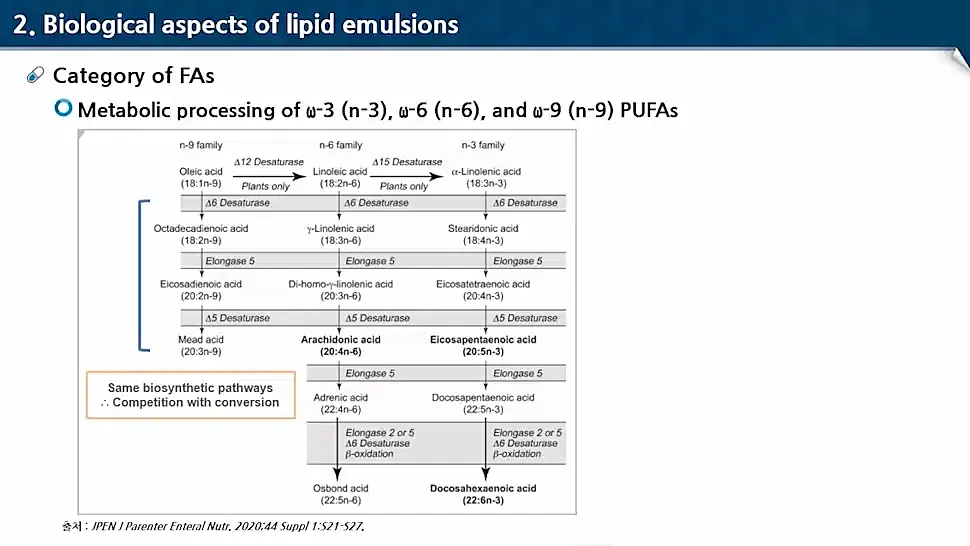 2. Biological aspects of lipid emulsions
Category of FAs
Metabolic processing of ω-3 (n-3), ω-6 (n-6), and ω-9 (n-9) PUFAs
n-9 family
n-6 family
n-3 family
Oleic acid
(18:1n-9)
Δ12 Desaturase
Plants only
Linoleic acid
(18:2n-6)
Δ15 Desaturase
Plants only
α-Linolenic acid
(18:3n-3)
Δ6 Desaturase
Δ6 Desaturase
Δ6 Desaturase
Octadecadienoic acid
(18:2n-9)
γ-Linolenic acid
(18:3n-6)
Stearidonic acid
(18:4n-3)
Elongase 5
Elongase 5
Elongase 5
Eicosadienoic acid
(20:2n-9)
Di-homo-γ-linolenic acid
(20:3n-6)
Eicosatetraenoic acid
(20:4n-3)
Δ5 Desaturase
Δ5 Desaturase
Δ5 Desaturase
Mead acid
(20:3n-9)
Arachidonic acid
(20:4n-6)
Eicosapentaenoic acid
(20:5n-3)
Elongase 5
Elongase 5
Same biosynthetic pathways
∴ Competition with conversion
Adrenic acid
(22:4n-6)
Docosapentaenoic acid
(22:5n-3)
Elongase 2 or 5
Δ6 Desaturase
β-oxidation
Elongase 2 or 5
Δ6 Desaturase
β-oxidation
Osbond acid
(22:5n-6)
Docosahexaenoic acid
(22:6n-3)
출처 : JPEN J Parenter Enteral Nutr. 2020;44 Suppl 1:S21-S27.